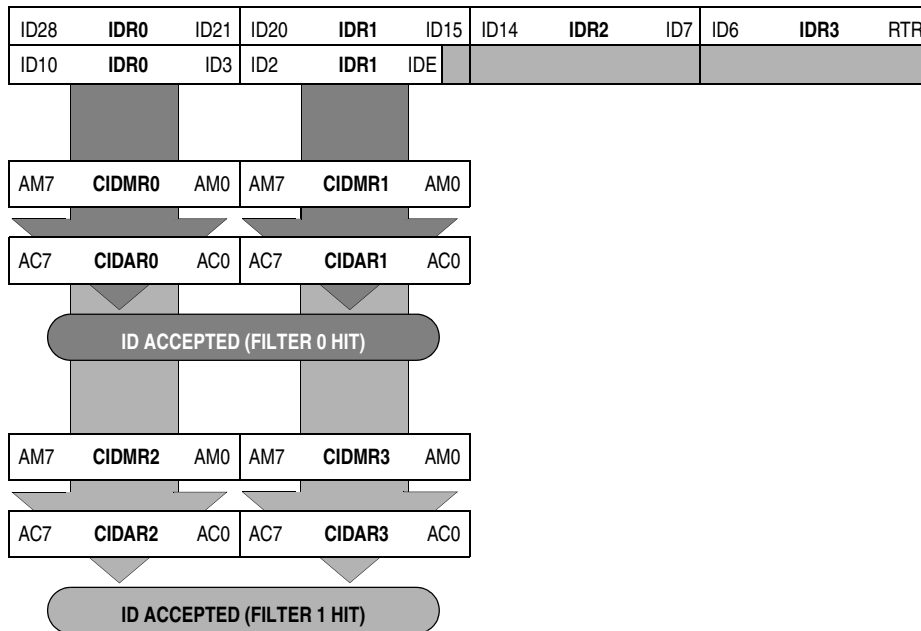 ID28 IDR0 ID21 ID20 IDR1 ID15 ID14 IDR2 ID7 ID6 IDR3 RTR
ID10 IDR0 ID3 ID2 IDR1 IDE
AM7 CIDMR0 AM0 AM7 CIDMR1 AM0
AC7 CIDAR0 AC0 AC7 CIDAR1 AC0
ID ACCEPTED (FILTER 0 HIT)
AM7 CIDMR2 AM0 AM7 CIDMR3 AM0
AC7 CIDAR2 AC0 AC7 CIDAR3 AC0
ID ACCEPTED (FILTER 1 HIT)